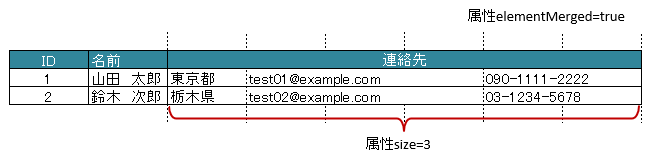 属性elementMerged=true
ID 名前 連絡先
1 山田　太郎 東京都 test01@example.com 090-1111-2222
2 鈴木　次郎 栃木県 test02@example.com 03-1234-5678
属性size=3